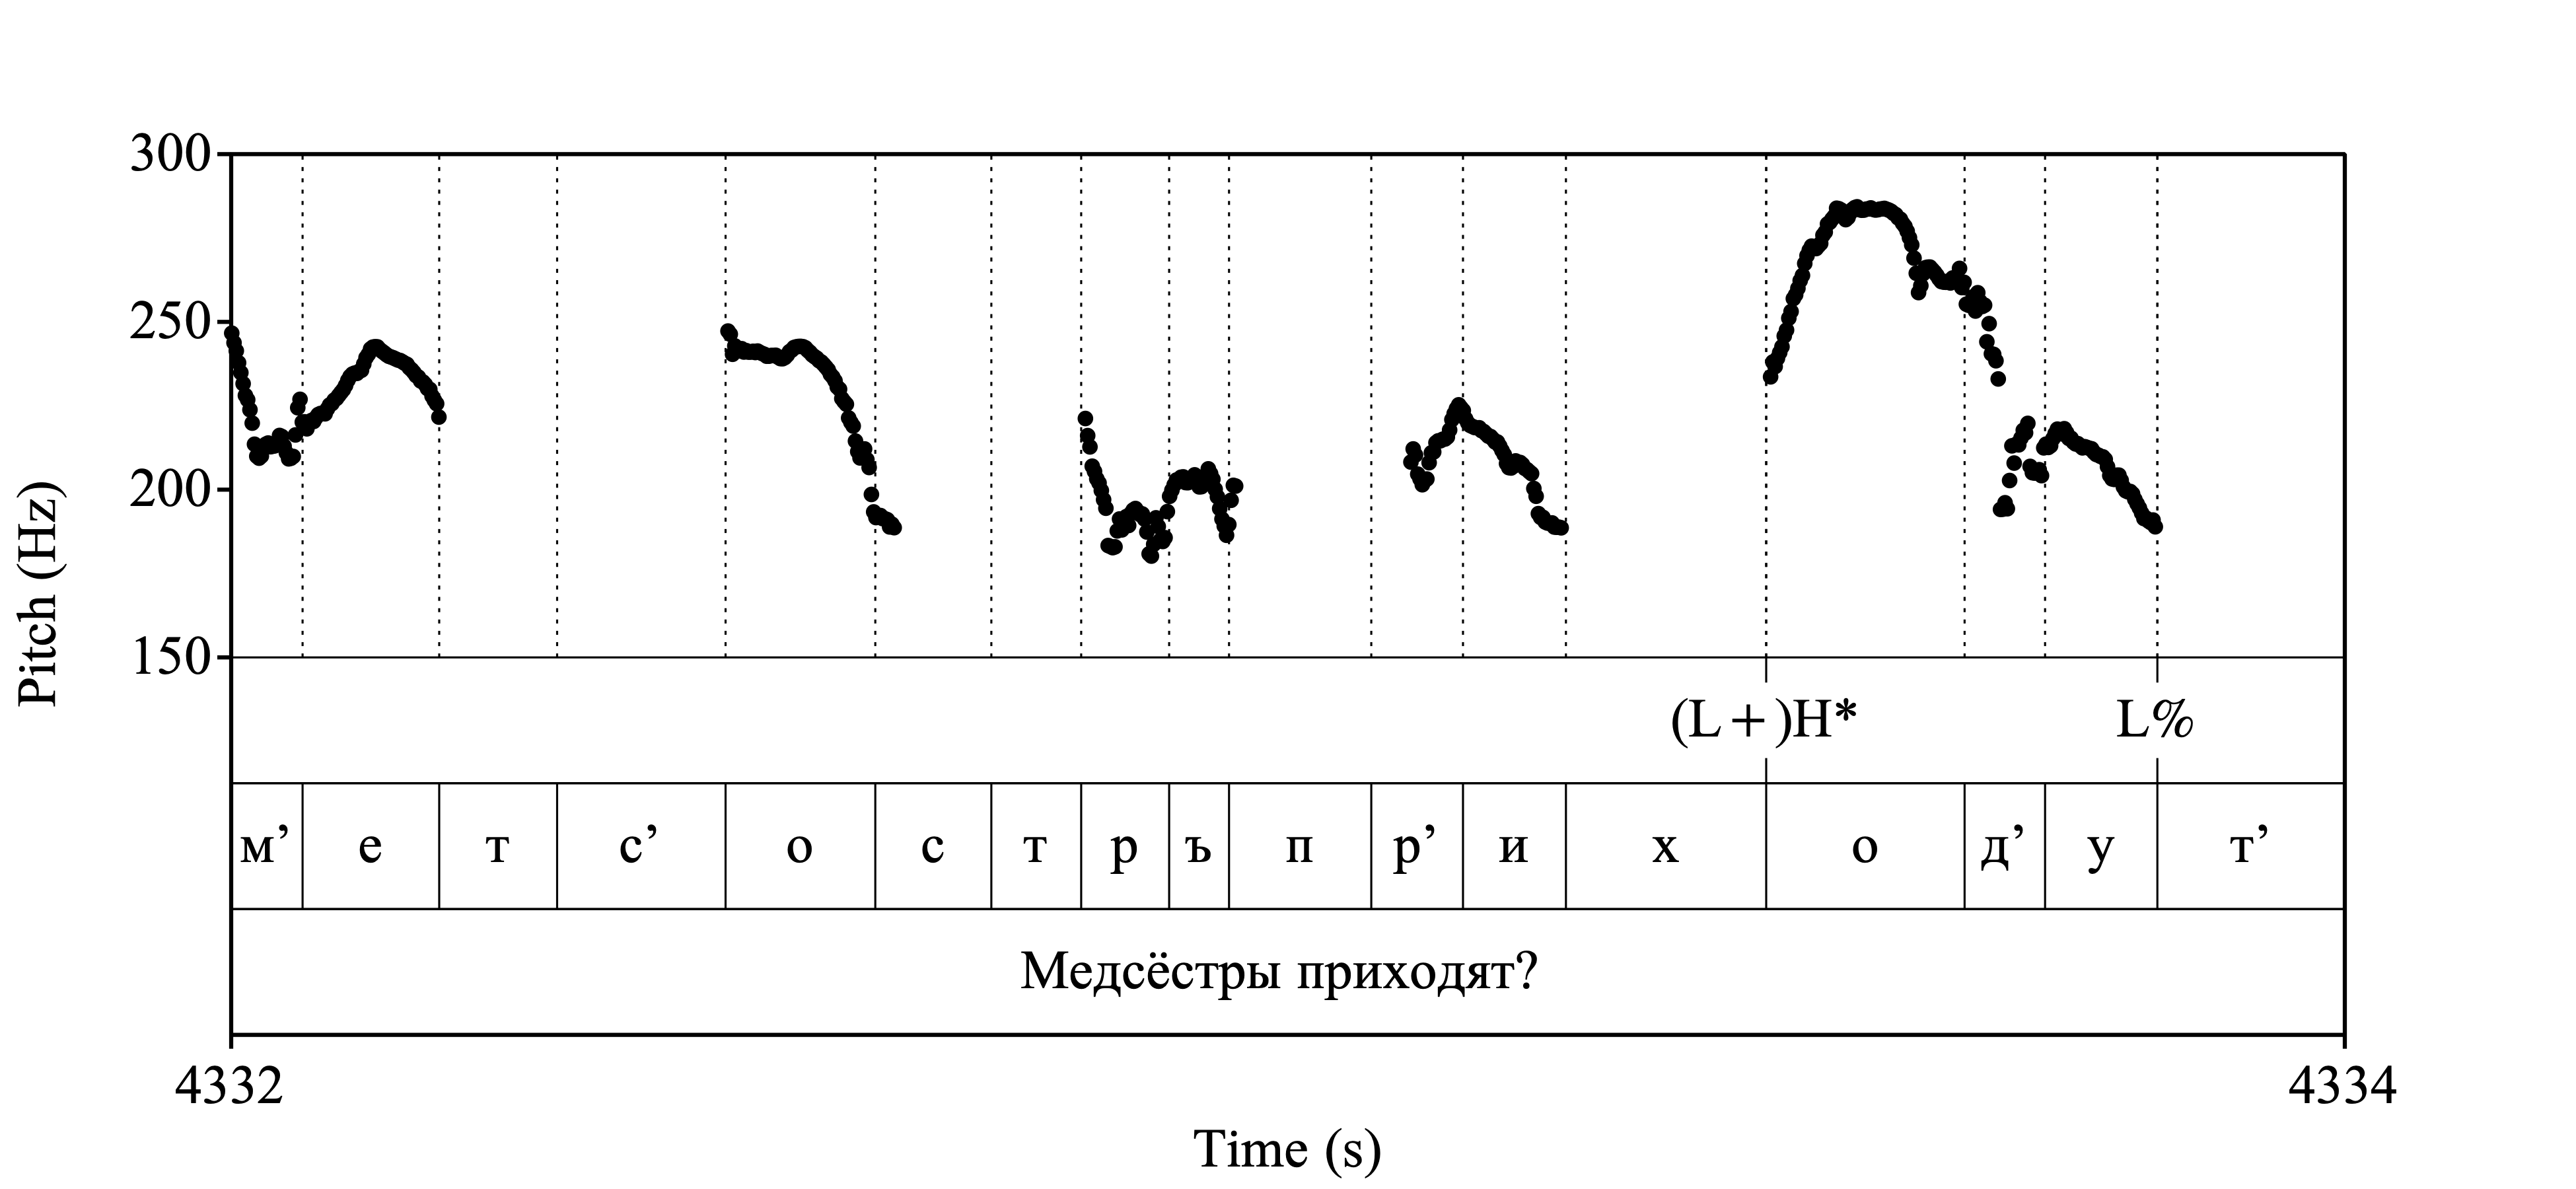 300
250
200
150
Pitch (Hz)
(L+)H* L%
м’ е т с’ о с т р ъ п р’ и х о д’ у т’
Медсёстры приходят?
4332 4334
Time (s)